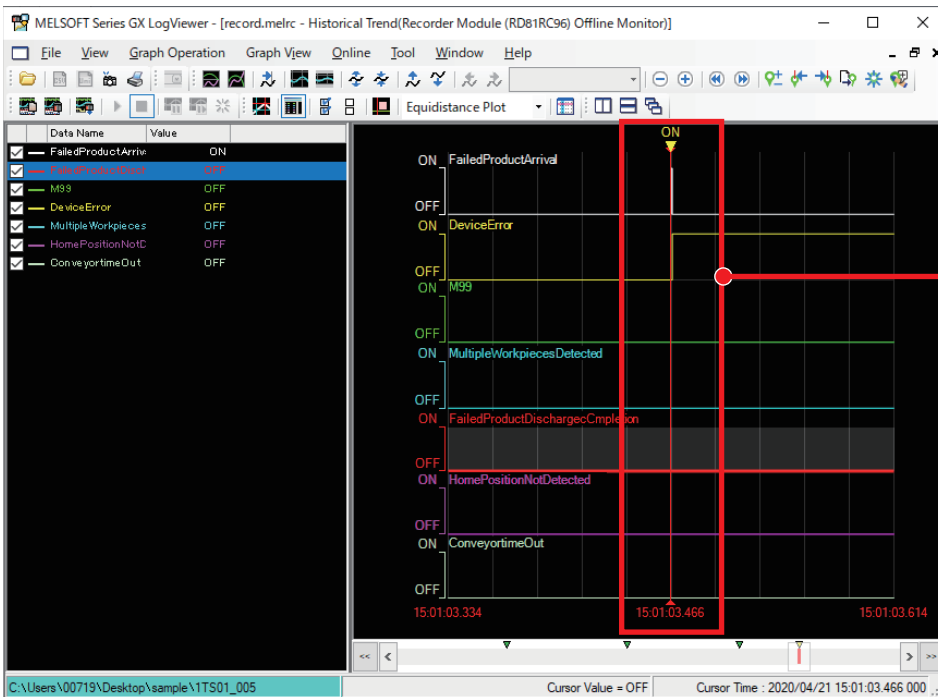 MELSOFT Series GX LogViewer - [record.melrc - Historical Trend(Recorder Module (RD81RC96) Offline Monitor)]
File View Graph Operation Graph View Online Tool Window Help
Equidistance Plot
Data Name Value
FailedProductArriv ON
OFF
M99 OFF
DeviceError OFF
MultipleWorkpieces OFF
HomePositionNotD OFF
ConveyortimeOut OFF
ON
ON FailedProductArrival
OFF
ON DeviceError
OFF
ON M99
OFF
ON MultipleWorkpiecesDetected
OFF
ON FailedProductDischargecCmpletion
OFF
ON HomePositionNotDetected
OFF
ON ConveyortimeOut
OFF
15:01:03.334 15:01:03.466 15:01:03.614
<< < > >>
C:\Users\00719\Desktop\sample\1TS01_005 Cursor Value = OFF Cursor Time : 2020/04/21 15:01:03.466 000